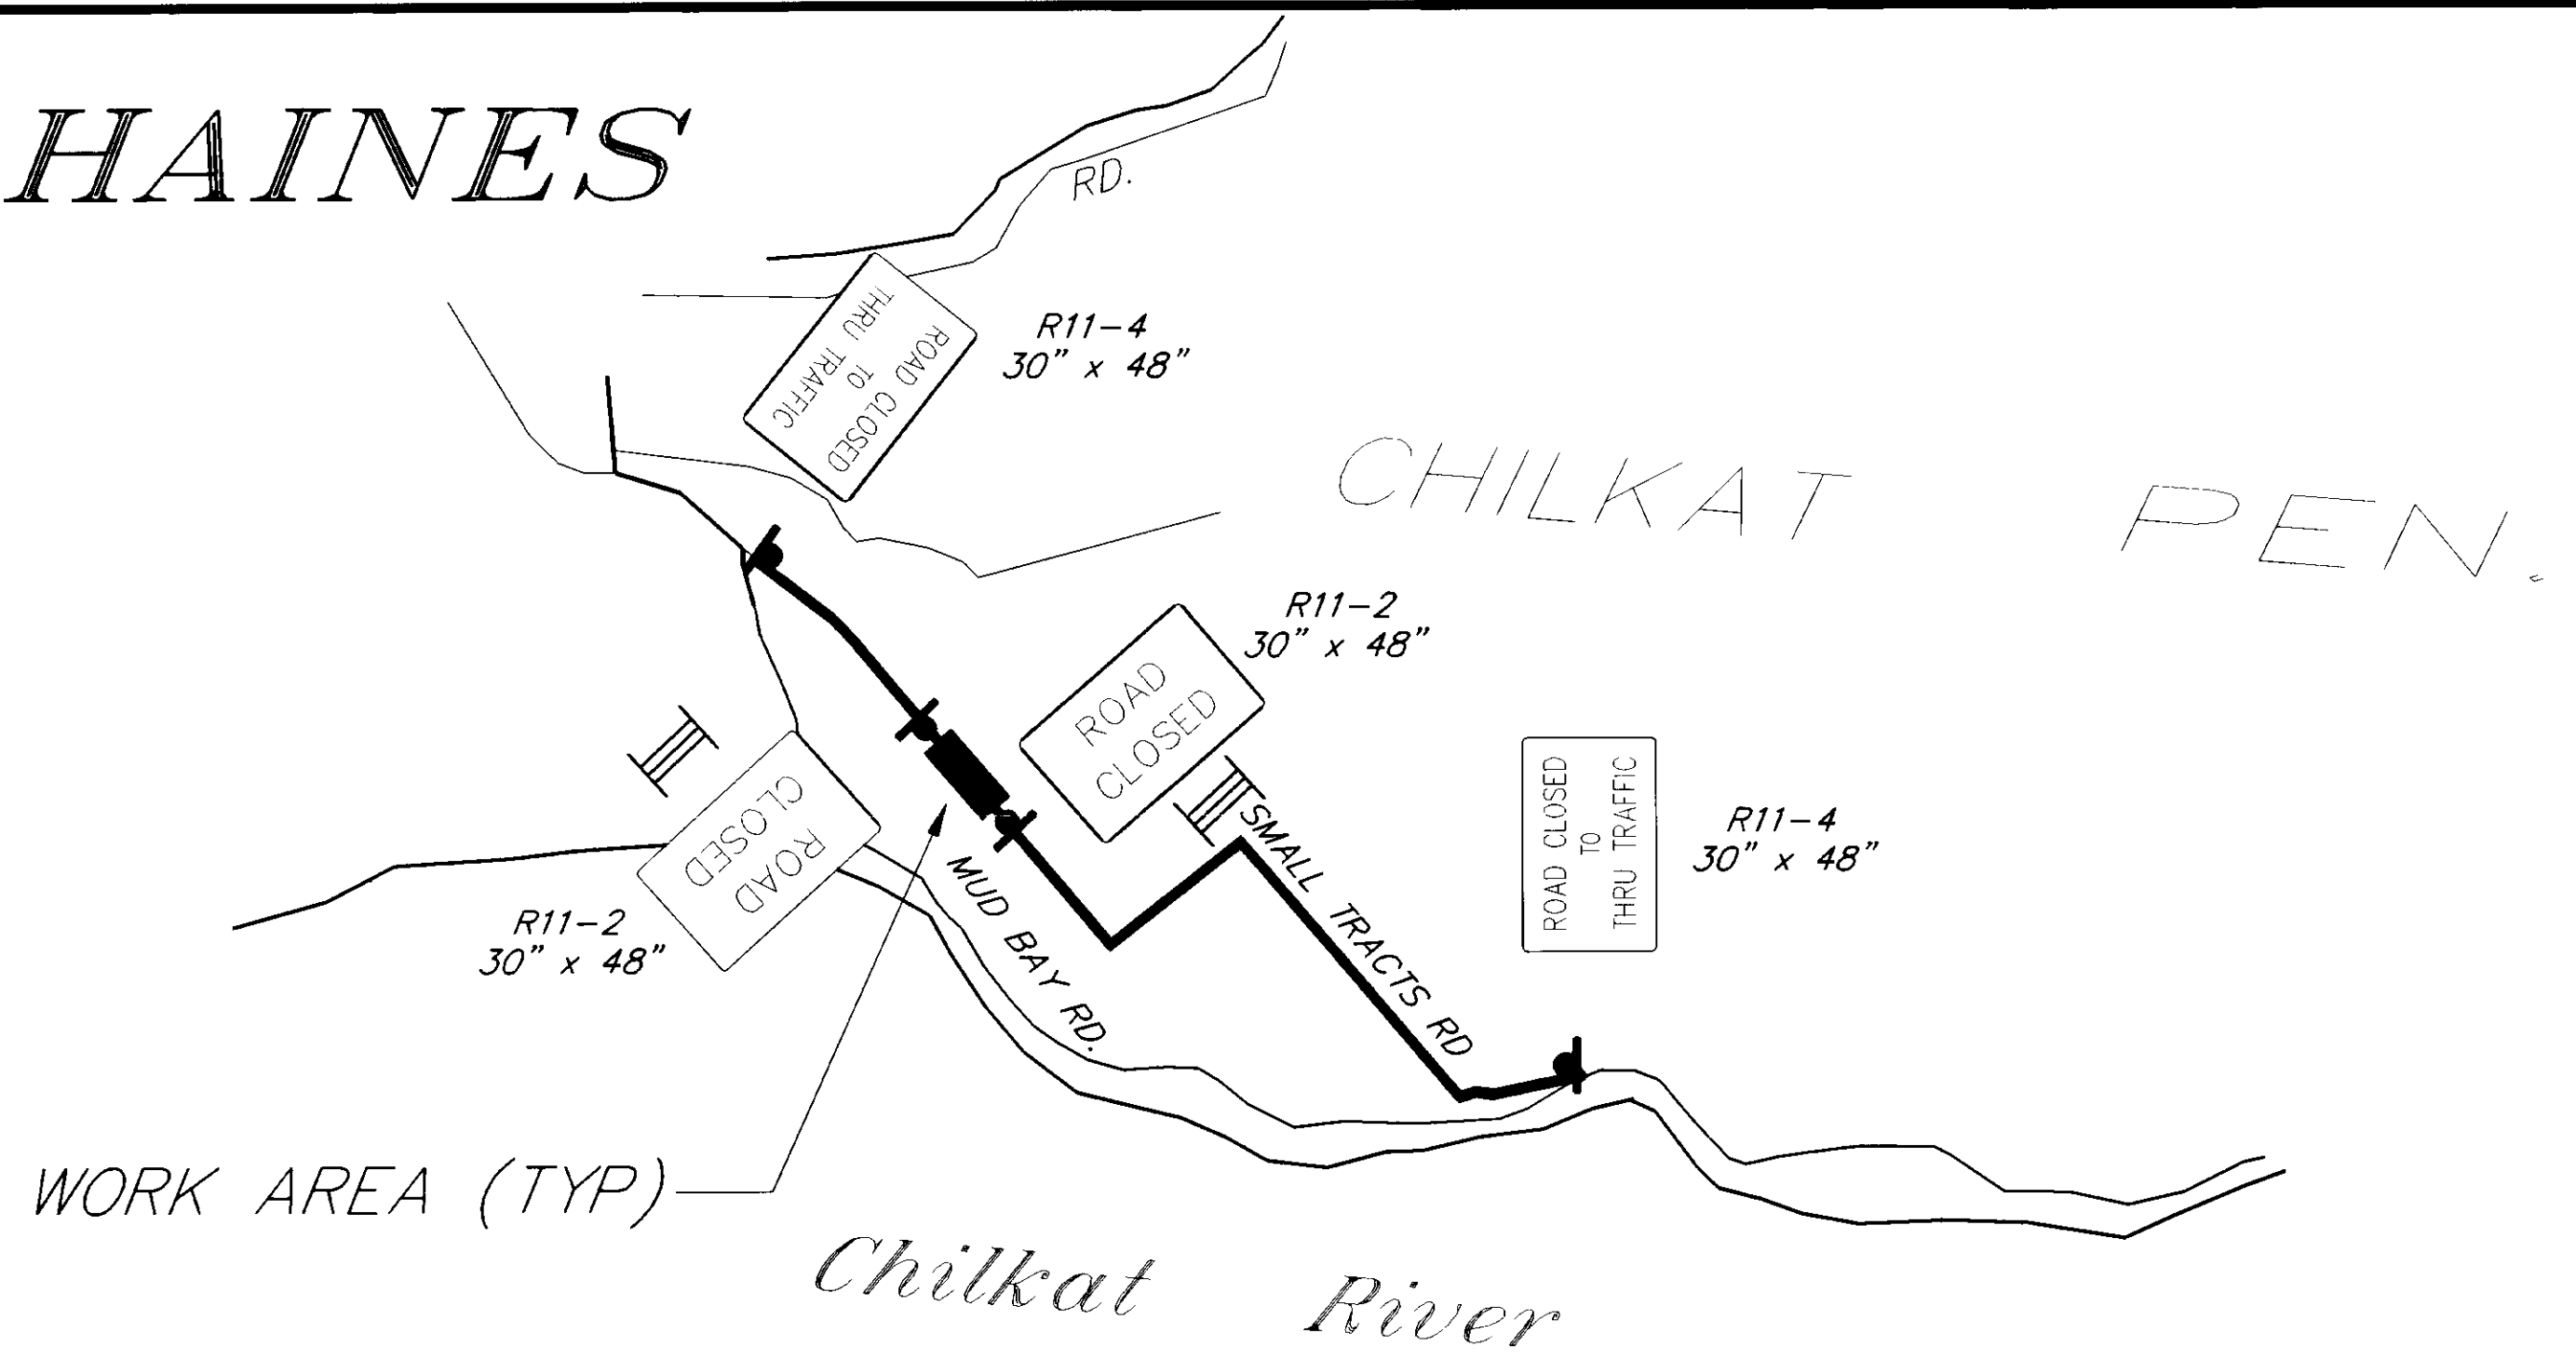 HAINES
RD.
ROAD CLOSED
TO
THRU TRAFFIC
R11-4
30" x 48"
CHILKAT PEN.
R11-2
30" x 48"
ROAD
CLOSED
SMALL TRACTS RD
ROAD CLOSED
TO
THRU TRAFFIC
R11-4
30" x 48"
ROAD
CLOSED
R11-2
30" x 48"
MUD BAY RD.
WORK AREA (TYP)
Chilkat River